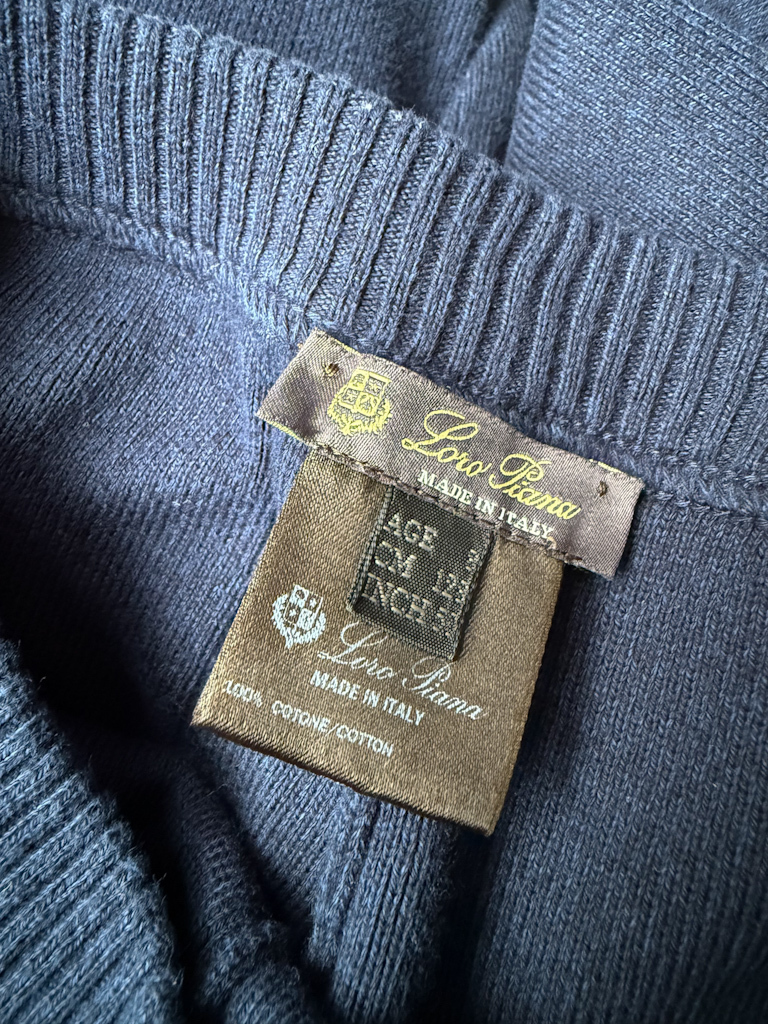 Loro Piana
MADE IN ITALY
AGE
CM
INCH
Loro Piana
MADE IN ITALY
100% COTONE/COTTON